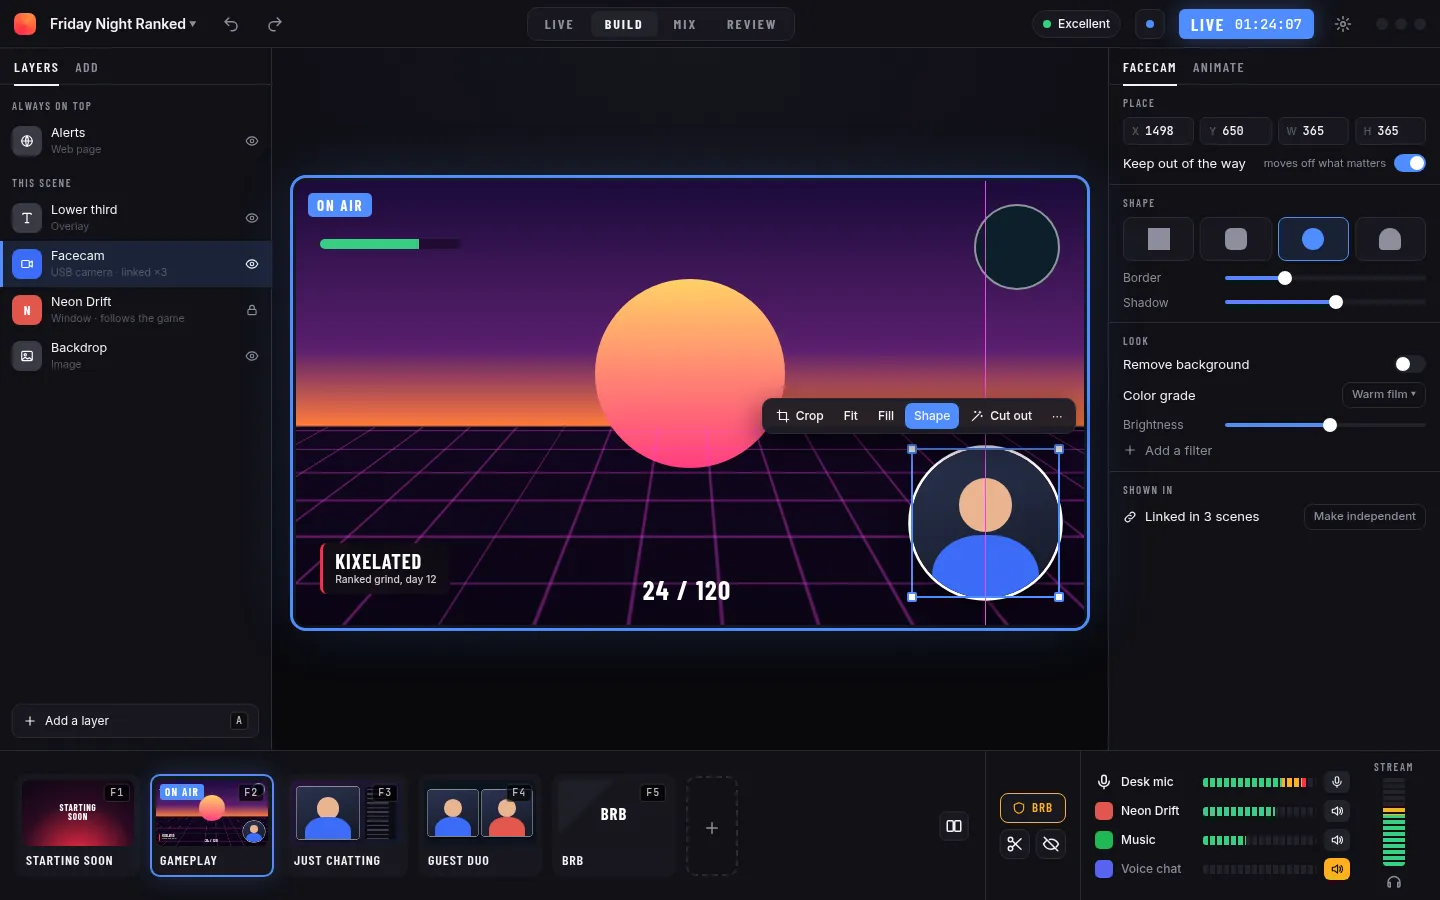 Friday Night Ranked
LIVE BUILD MIX REVIEW
Excellent
LIVE 01:24:07
LAYERS ADD
ALWAYS ON TOP
Alerts
Web page
THIS SCENE
Lower third
Overlay
Facecam
USB camera · linked ×3
N
Neon Drift
Window · follows the game
Backdrop
Image
Add a layer A
ON AIR
Crop Fit Fill Shape Cut out ···
KIXELATED
Ranked grind, day 12
24 / 120
FACECAM ANIMATE
PLACE
X 1498 Y 650 W 365 H 365
Keep out of the way moves off what matters
SHAPE
Border
Shadow
LOOK
Remove background
Color grade Warm film
Brightness
Add a filter
SHOWN IN
Linked in 3 scenes Make independent
F1
STARTING
SOON
STARTING SOON
ON AIR F2
GAMEPLAY
F3
JUST CHATTING
F4
GUEST DUO
F5
BRB
BRB
BRB
Desk mic
Neon Drift
Music
Voice chat
STREAM